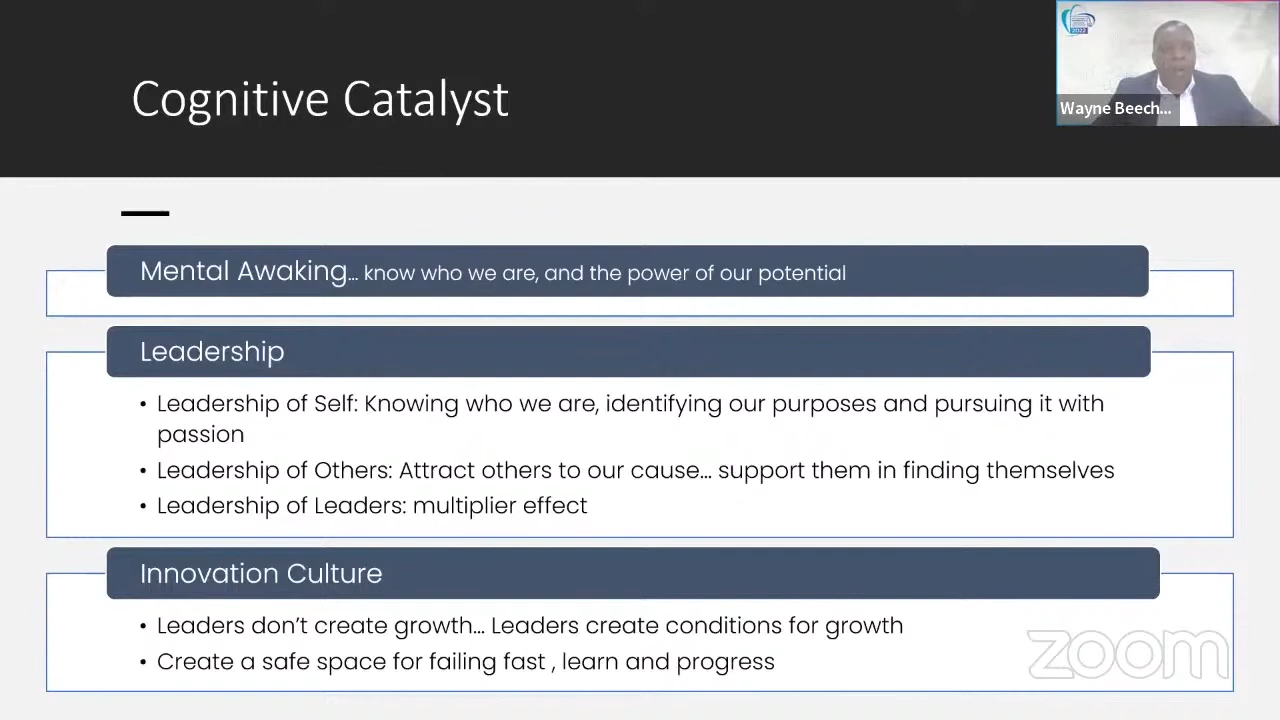 Cognitive Catalyst
2022
Wayne Beech...
Mental Awaking... know who we are, and the power of our potential
Leadership
• Leadership of Self: Knowing who we are, identifying our purposes and pursuing it with
passion
• Leadership of Others: Attract others to our cause... support them in finding themselves
• Leadership of Leaders: multiplier effect
Innovation Culture
• Leaders don’t create growth... Leaders create conditions for growth
• Create a safe space for failing fast , learn and progress
zoom